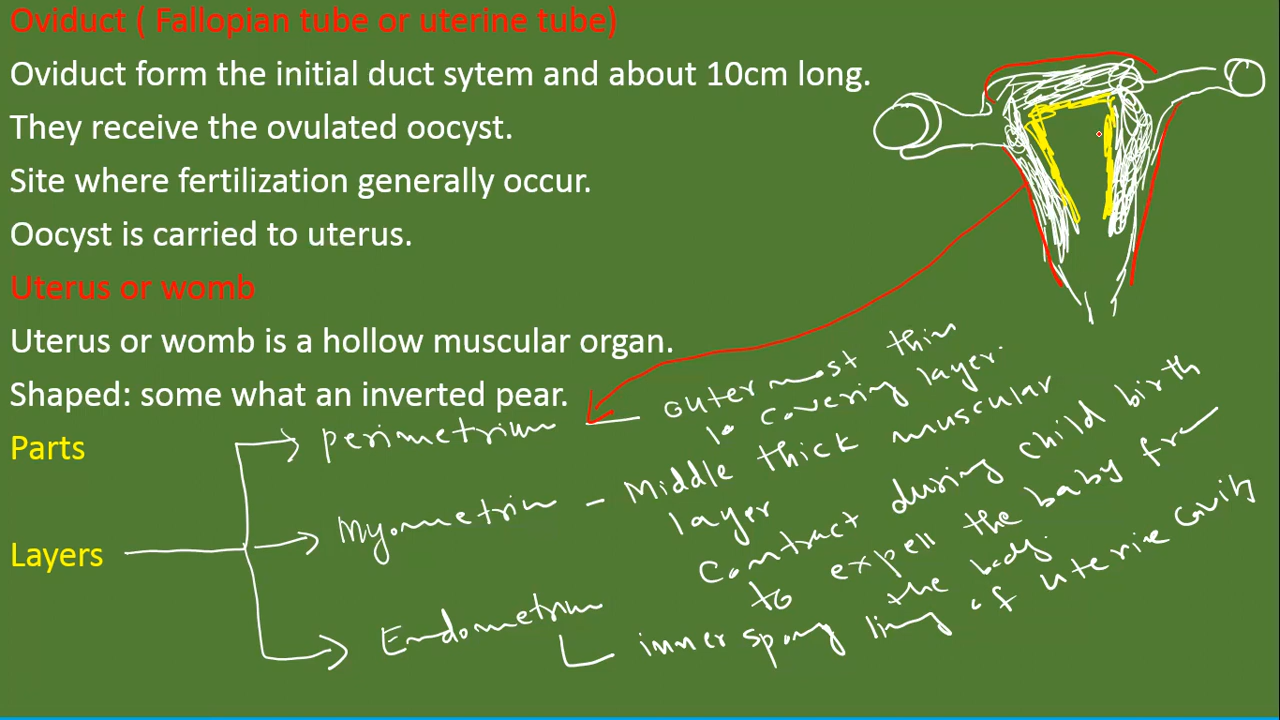 Oviduct ( Fallopian tube or uterine tube)
Oviduct form the initial duct sytem and about 10cm long.
They receive the ovulated oocyst.
Site where fertilization generally occur.
Oocyst is carried to uterus.
Uterus or womb
Uterus or womb is a hollow muscular organ.
Shaped: some what an inverted pear.
Parts
Layers
perimetrium — outer most thin
covering layer.
Myometrium - Middle thick muscular
layer
Contract during child birth
to expell the baby from
the body.
Endometrium
inner spongy lining of uterine cavity